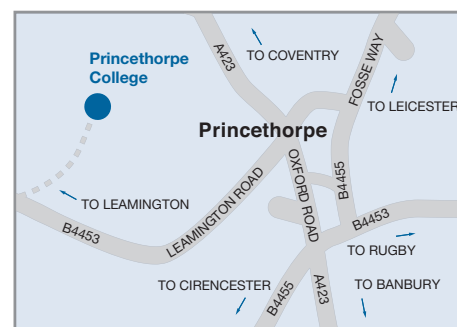 A423
TO COVENTRY
FOSSE WAY
Princethorpe
College
TO LEICESTER
Princethorpe
OXFORD ROAD
B4455
LEAMINGTON ROAD
TO LEAMINGTON
B4453
B4453
TO RUGBY
TO CIRENCESTER
TO BANBURY
B4455
A423